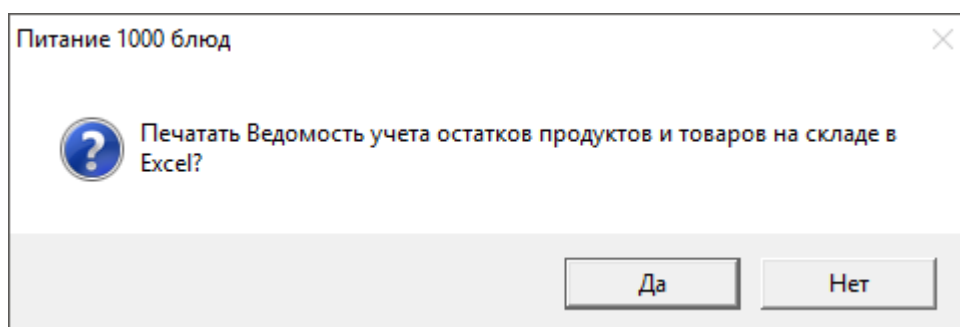 Питание 1000 блюд
Печатать Ведомость учета остатков продуктов и товаров на складе в
Excel?
Да
Нет